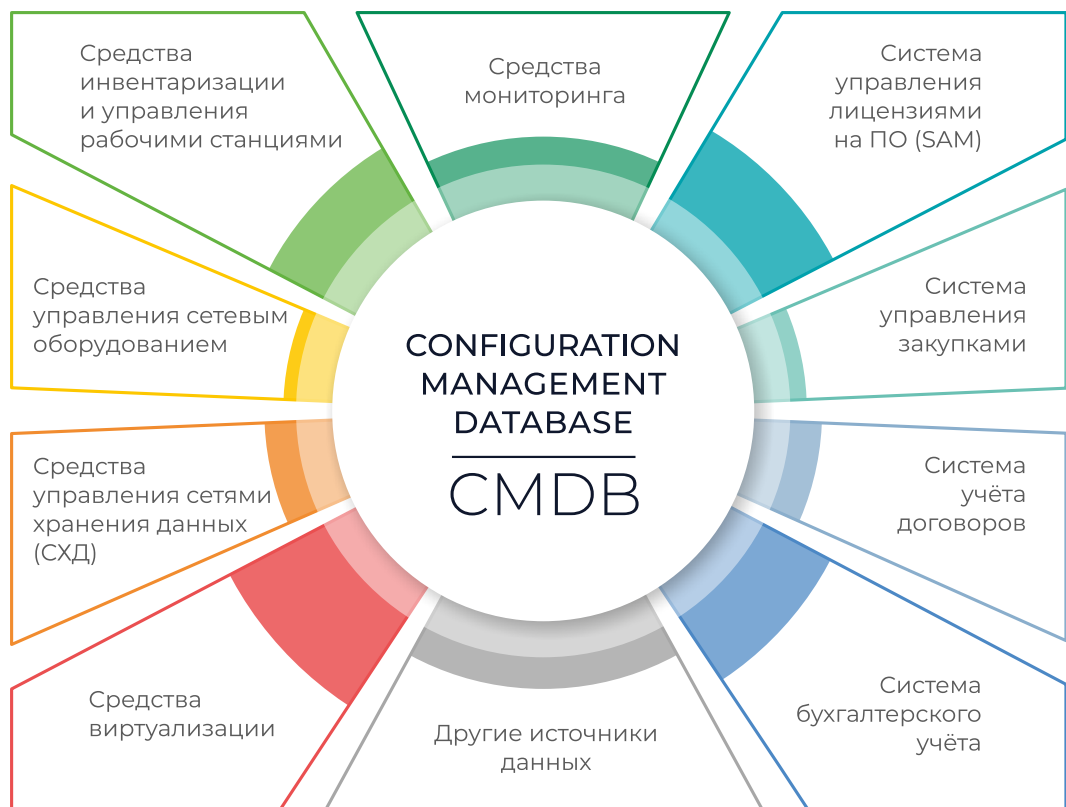 Средства
инвентаризации
и управления
рабочими станциями
Средства
мониторинга
Система
управления
лицензиями
на ПО (SAM)
Средства
управления сетевым
оборудованием
CONFIGURATION
MANAGEMENT
DATABASE
CMDB
Система
управления
закупками
Средства
управления сетями
хранения данных
(СХД)
Система
учёта
договоров
Средства
виртуализации
Другие источники
данных
Система
бухгалтерского
учёта